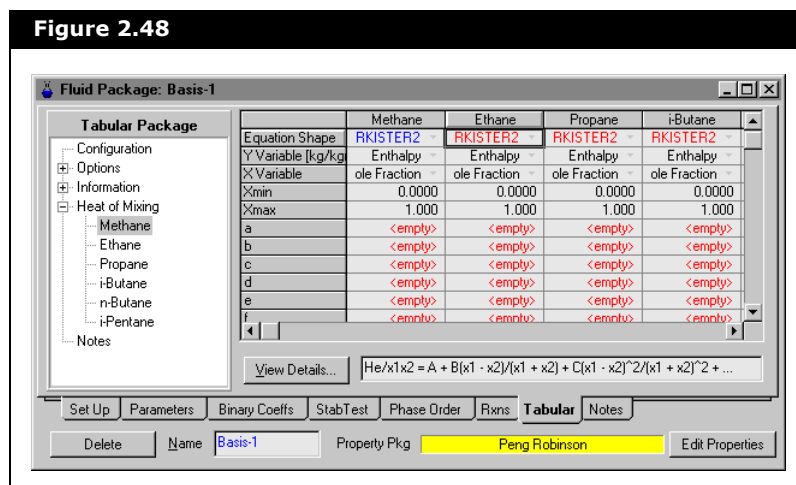 Figure 2.48
Fluid Package: Basis-1
Tabular Package
Configuration
Options
Information
Heat of Mixing
Methane
Ethane
Propane
i-Butane
n-Butane
i-Pentane
Notes
Methane Ethane Propane i-Butane
Equation Shape RKISTER2 RKISTER2 RKISTER2 RKISTER2
Y Variable [kg/kg Enthalpy Enthalpy Enthalpy Enthalpy
X Variable ole Fraction ole Fraction ole Fraction ole Fraction
Xmin 0.0000 0.0000 0.0000 0.0000
Xmax 1.000 1.000 1.000 1.000
a <empty> <empty> <empty> <empty>
b <empty> <empty> <empty> <empty>
c <empty> <empty> <empty> <empty>
d <empty> <empty> <empty> <empty>
e <empty> <empty> <empty> <empty>
f <empty> <empty> <empty> <empty>
View Details... He/x1x2 = A + B(x1 - x2)/(x1 + x2) + C(x1 - x2)^2/(x1 + x2)^2 + ...
Set Up Parameters Binary Coeffs StabTest Phase Order Rxns Tabular Notes
Delete Name Basis-1 Property Pkg Peng Robinson Edit Properties